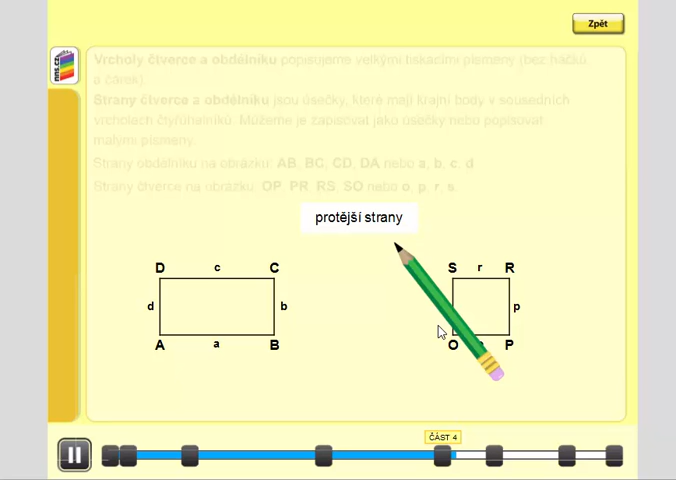 Zpět
nns.cz
Vrcholy čtverce a obdélníku popisujeme velkými tiskacími písmeny (bez háčků
a čárek).
Strany čtverce a obdélníku jsou úsečky, které mají krajní body v sousedních
vrcholech čtyřúhelníku. Můžeme je zapisovat jako úsečky nebo popisovat
malými písmeny.
Strany obdélníku na obrázku: AB, BC, CD, DA nebo a, b, c, d.
Strany čtverce na obrázku: OP, PR, RS, SO nebo o, p, r, s.
protější strany
D c C S r R
d b p
A a B O P
ČÁST 4